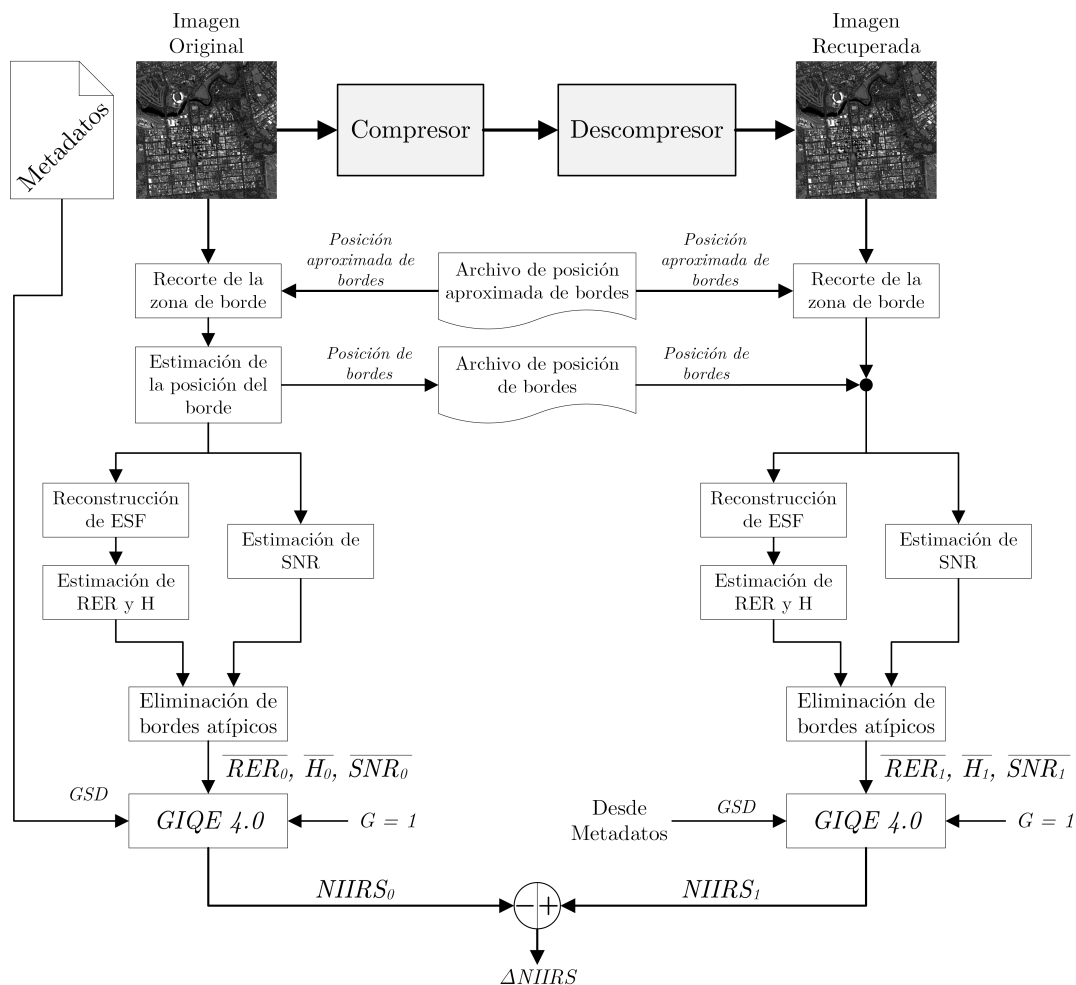 Imagen
Original
Imagen
Recuperada
Metadatos
Compresor
Descompresor
Posición
aproximada de
bordes
Posición
aproximada de
bordes
Recorte de la
zona de borde
Archivo de posición
aproximada de bordes
Recorte de la
zona de borde
Estimación de
la posición del
borde
Posición de
bordes
Archivo de posición
de bordes
Posición de
bordes
Reconstrucción
de ESF
Estimación de
SNR
Estimación de
RER y H
Reconstrucción
de ESF
Estimación de
SNR
Estimación de
RER y H
Eliminación de
bordes atípicos
Eliminación de
bordes atípicos
RER₀, H₀, SNR₀
RER₁, H₁, SNR₁
GSD
GIQE 4.0
G = 1
Desde
Metadatos
GSD
GIQE 4.0
G = 1
NIIRS₀
NIIRS₁
− +
ΔNIIRS